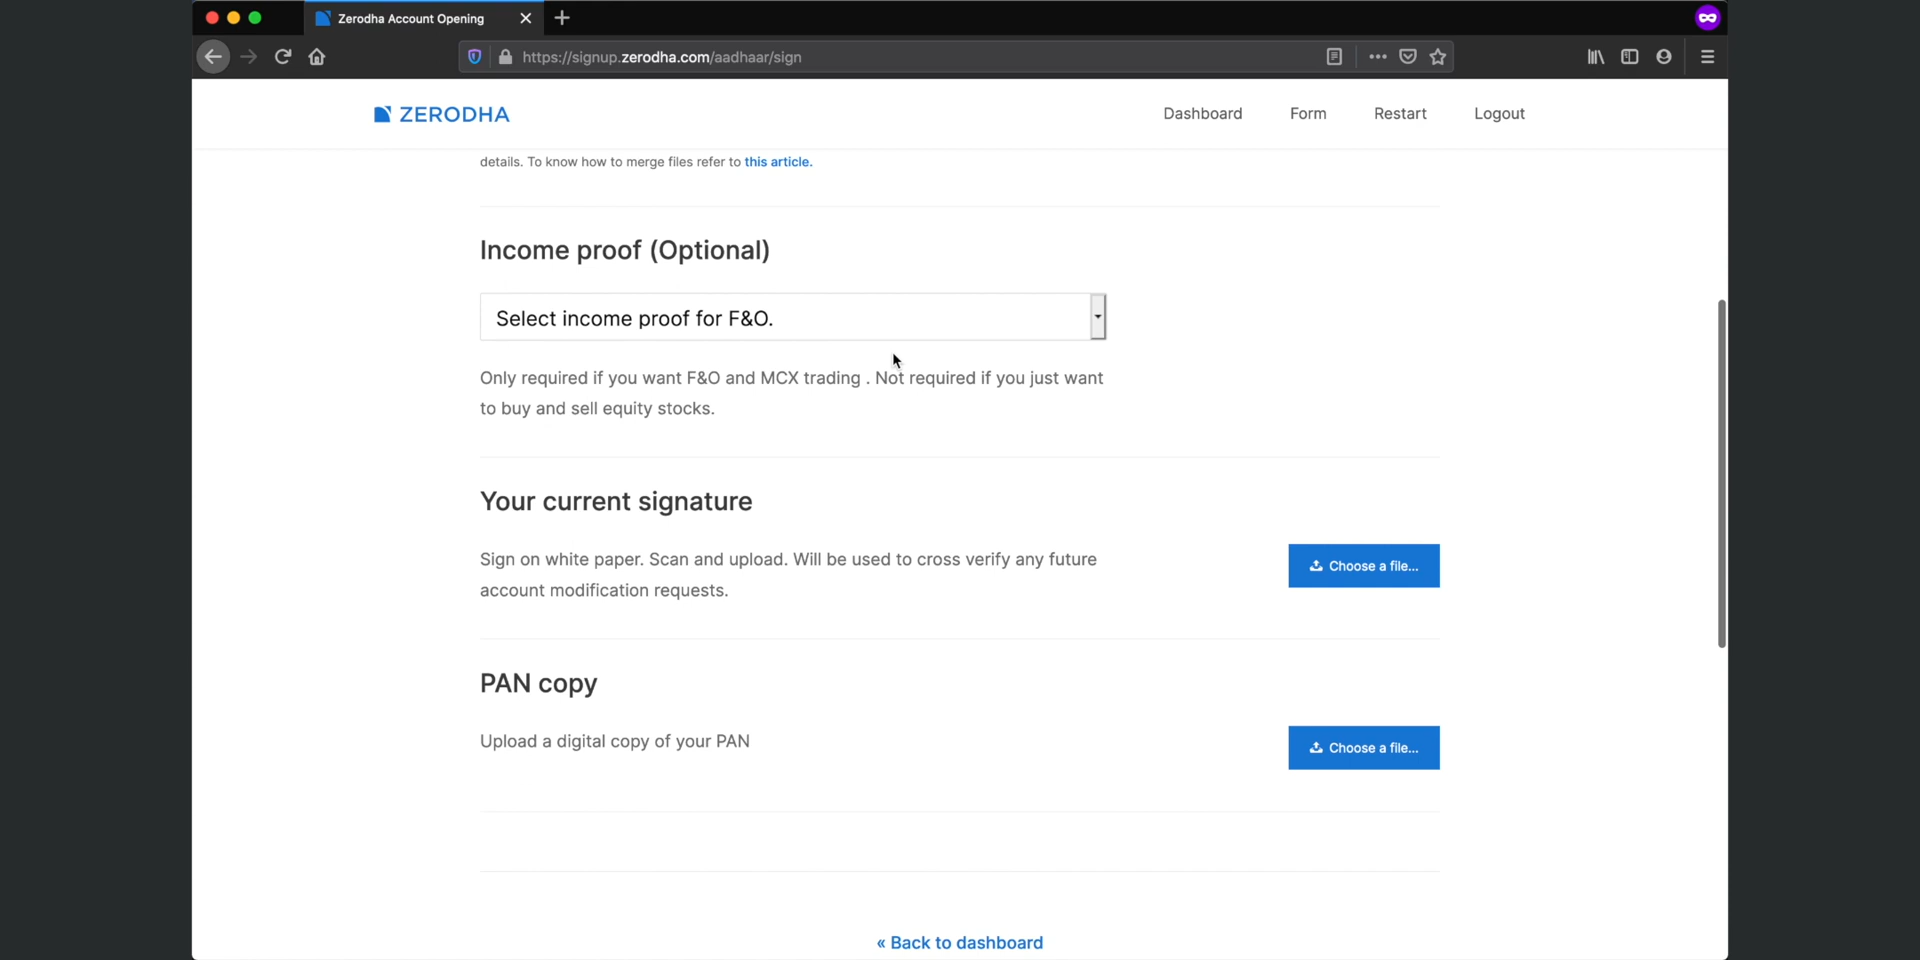 Zerodha Account Opening
https://signup.zerodha.com/aadhaar/sign
ZERODHA
Dashboard
Form
Restart
Logout
details. To know how to merge files refer to this article.
Income proof (Optional)
Select income proof for F&O.
Only required if you want F&O and MCX trading . Not required if you just want
to buy and sell equity stocks.
Your current signature
Sign on white paper. Scan and upload. Will be used to cross verify any future
account modification requests.
Choose a file...
PAN copy
Upload a digital copy of your PAN
Choose a file...
« Back to dashboard